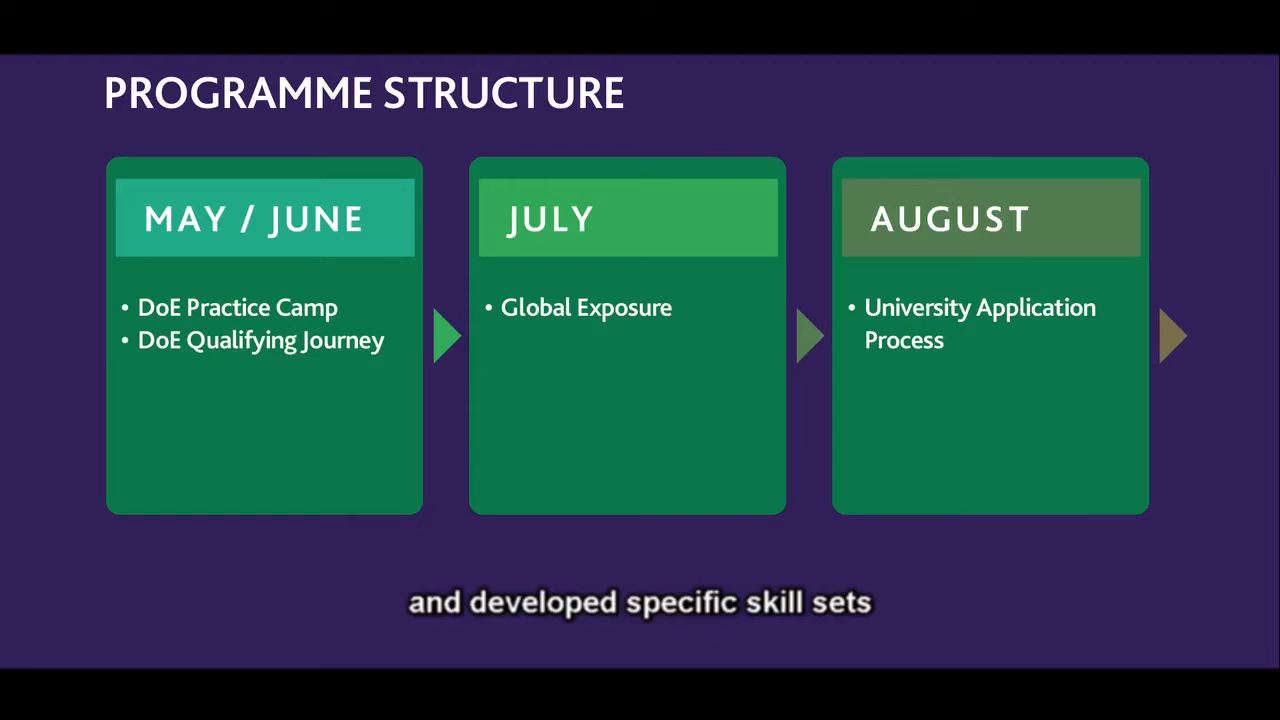 PROGRAMME STRUCTURE
MAY / JUNE
• DoE Practice Camp
• DoE Qualifying Journey
JULY
• Global Exposure
AUGUST
• University Application
Process
and developed specific skill sets